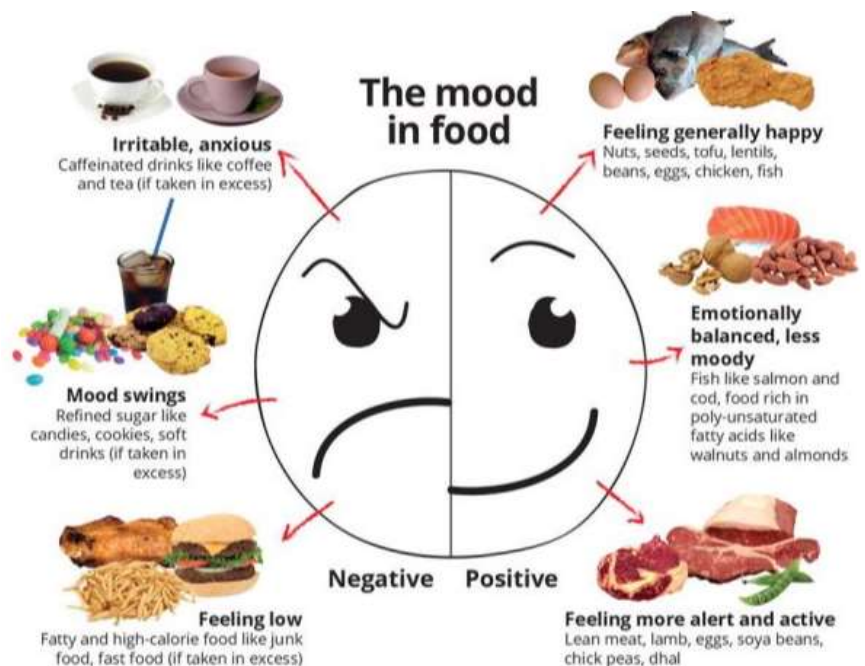 The mood
in food
Irritable, anxious
Caffeinated drinks like coffee
and tea (if taken in excess)
Mood swings
Refined sugar like
candies, cookies, soft
drinks (if taken in
excess)
Feeling low
Fatty and high-calorie food like junk
food, fast food (if taken in excess)
Negative
Positive
Feeling generally happy
Nuts, seeds, tofu, lentils,
beans, eggs, chicken, fish
Emotionally
balanced, less
moody
Fish like salmon and
cod, food rich in
poly-unsaturated
fatty acids like
walnuts and almonds
Feeling more alert and active
Lean meat, lamb, eggs, soya beans,
chick peas, dhal